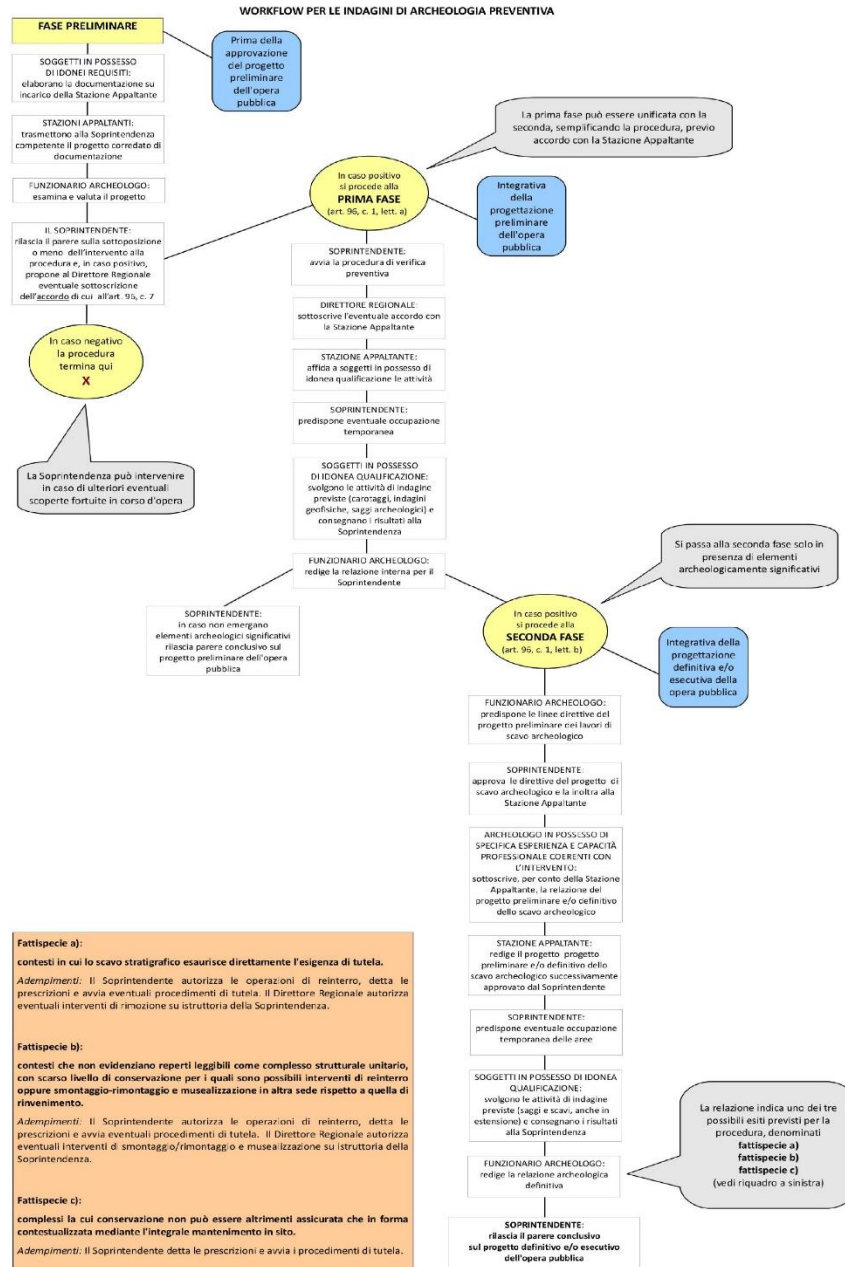 WORKFLOW PER LE INDAGINI DI ARCHEOLOGIA PREVENTIVA
FASE PRELIMINARE
Prima della
approvazione
del progetto
preliminare
dell'opera
pubblica
SOGGETTI IN POSSESSO
DI IDONEI REQUISITI:
elaborano la documentazione su
incarico della Stazione Appaltante
STAZIONI APPALTANTI:
trasmettono alla Soprintendenza
competente il progetto corredato di
documentazione
FUNZIONARIO ARCHEOLOGO:
esamina e valuta il progetto
IL SOPRINTENDENTE:
rilascia il parere sulla sottoposizione
o meno dell'intervento alla
procedura e, in caso positivo,
propone al Direttore Regionale
eventuale sottoscrizione
dell'accordo di cui all'art. 96, c. 7
In caso negativo
la procedura
termina qui
X
La Soprintendenza può intervenire
in caso di ulteriori eventuali
scoperte fortuite in corso d'opera
La prima fase può essere unificata con la
seconda, semplificando la procedura, previo
accordo con la Stazione Appaltante
In caso positivo
si procede alla
PRIMA FASE
(art. 96, c. 1, lett. a)
Integrativa
della
progettazione
preliminare
dell'opera
pubblica
SOPRINTENDENTE:
avvia la procedura di verifica
preventiva
DIRETTORE REGIONALE:
sottoscrive l'eventuale accordo con
la Stazione Appaltante
STAZIONE APPALTANTE:
affida a soggetti in possesso di
idonea qualificazione le attività
SOPRINTENDENTE:
predispone eventuale occupazione
temporanea
SOGGETTI IN POSSESSO
DI IDONEA QUALIFICAZIONE:
svolgono le attività di indagine
previste (carotaggi, indagini
geofisiche, saggi archeologici) e
consegnano i risultati alla
Soprintendenza
FUNZIONARIO ARCHEOLOGO:
redige la relazione interna per il
Soprintendente
SOPRINTENDENTE:
in caso non emergano
elementi archeologici significativi
rilascia parere conclusivo sul
progetto preliminare dell'opera
pubblica
Si passa alla seconda fase solo in
presenza di elementi
archeologicamente significativi
In caso positivo
si procede alla
SECONDA FASE
(art. 96, c. 1, lett. b)
Integrativa della
progettazione
definitiva e/o
esecutiva della
opera pubblica
FUNZIONARIO ARCHEOLOGO:
predispone le linee direttive del
progetto preliminare dei lavori di
scavo archeologico
SOPRINTENDENTE:
approva le direttive del progetto di
scavo archeologico e la inoltra alla
Stazione Appaltante
ARCHEOLOGO IN POSSESSO DI
SPECIFICA ESPERIENZA E CAPACITÀ
PROFESSIONALE COERENTI CON
L'INTERVENTO:
sottoscrive, per conto della Stazione
Appaltante, la relazione del
progetto preliminare e/o definitivo
dello scavo archeologico
STAZIONE APPALTANTE:
redige il progetto progetto
preliminare e/o definitivo dello
scavo archeologico successivamente
approvato dal Soprintendente
SOPRINTENDENTE:
predispone eventuale occupazione
temporanea delle aree
SOGGETTI IN POSSESSO DI IDONEA
QUALIFICAZIONE:
svolgono le attività di indagine
previste (saggi e scavi, anche in
estensione) e consegnano i risultati
alla Soprintendenza
FUNZIONARIO ARCHEOLOGO:
redige la relazione archeologica
definitiva
SOPRINTENDENTE:
rilascia il parere conclusivo
sul progetto definitivo e/o esecutivo
dell'opera pubblica
La relazione indica uno dei tre
possibili esiti previsti per la
procedura, denominati
fattispecie a)
fattispecie b)
fattispecie c)
(vedi riquadro a sinistra)
Fattispecie a):
contesti in cui lo scavo stratigrafico esaurisce direttamente l'esigenza di tutela.
Adempimenti: Il Soprintendente autorizza le operazioni di reinterro, detta le
prescrizioni e avvia eventuali procedimenti di tutela. Il Direttore Regionale autorizza
eventuali interventi di rimozione su istruttoria della Soprintendenza.
Fattispecie b):
contesti che non evidenziano reperti leggibili come complesso strutturale unitario,
con scarso livello di conservazione per i quali sono possibili interventi di reinterro
oppure smontaggio-rimontaggio e musealizzazione in altra sede rispetto a quella di
rinvenimento.
Adempimenti: Il Soprintendente autorizza le operazioni di reinterro, detta le
prescrizioni e avvia eventuali procedimenti di tutela. Il Direttore Regionale autorizza
eventuali interventi di smontaggio/rimontaggio e musealizzazione su istruttoria della
Soprintendenza.
Fattispecie c):
complessi la cui conservazione non può essere altrimenti assicurata che in forma
contestualizzata mediante l'integrale mantenimento in sito.
Adempimenti: Il Soprintendente detta le prescrizioni e avvia i procedimenti di tutela.